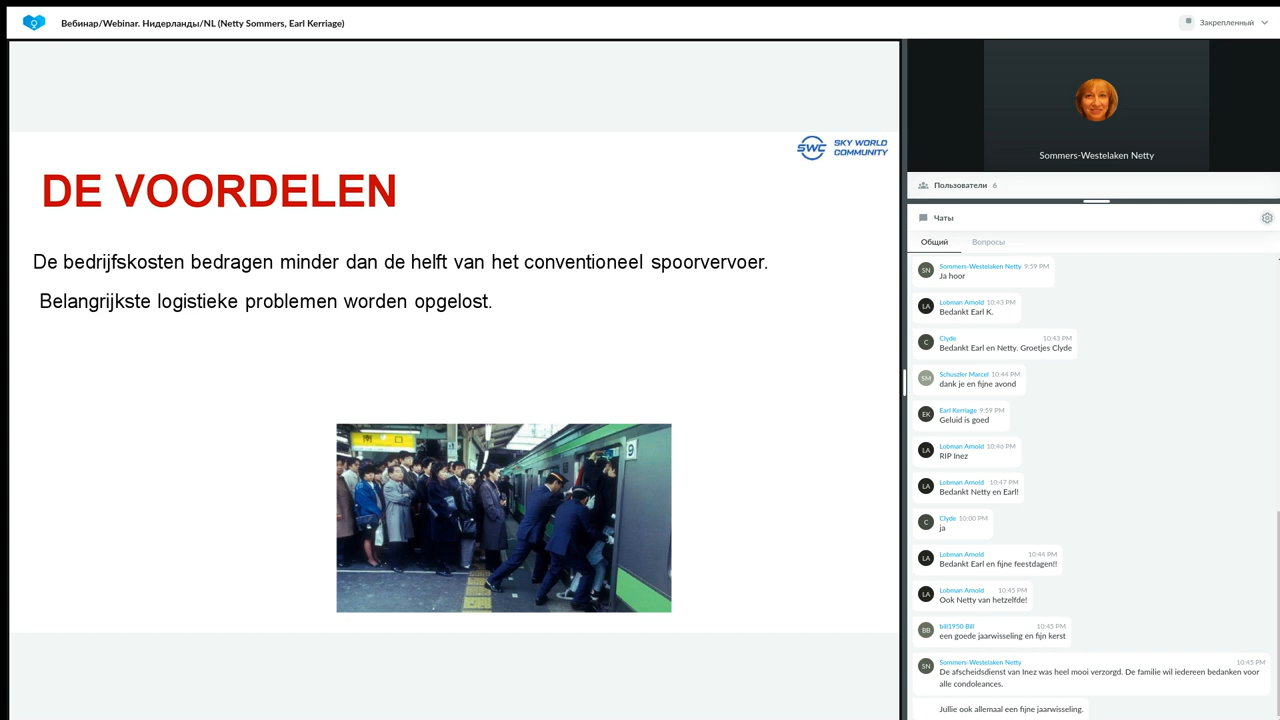 Вебинар/Webinar. Нидерланды/NL (Netty Sommers, Earl Kerriage)
Закрепленный
SWC SKY WORLD
COMMUNITY
DE VOORDELEN
De bedrijfskosten bedragen minder dan de helft van het conventioneel spoorvervoer.
Belangrijkste logistieke problemen worden opgelost.
南 口
9
Sommers-Westelaken Netty
Пользователи 6
Чаты
Общий Вопросы
SN Sommers-Westelaken Netty 9:59 PM
Ja hoor
LA Lobman Arnold 10:43 PM
Bedankt Earl K.
C Clyde 10:43 PM
Bedankt Earl en Netty. Groetjes Clyde
SM Schuszler Marcel 10:44 PM
dank je en fijne avond
EK Earl Kerriage 9:59 PM
Geluid is goed
LA Lobman Arnold 10:46 PM
RIP Inez
LA Lobman Arnold 10:47 PM
Bedankt Netty en Earl!
C Clyde 10:00 PM
ja
LA Lobman Arnold 10:44 PM
Bedankt Earl en fijne feestdagen!!
LA Lobman Arnold 10:45 PM
Ook Netty van hetzelfde!
BB bill1950 Bill 10:45 PM
een goede jaarwisseling en fijn kerst
SN Sommers-Westelaken Netty 10:45 PM
De afscheidsdienst van Inez was heel mooi verzorgd. De familie wil iedereen bedanken voor
alle condoleances.
Jullie ook allemaal een fijne jaarwisseling.